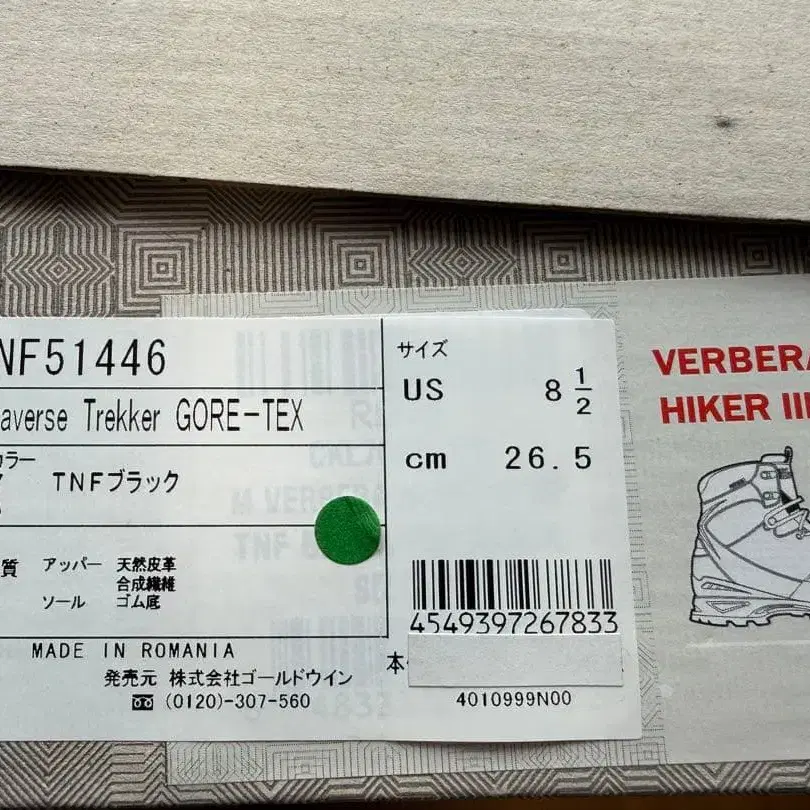 NF51446
averse Trekker GORE-TEX
カラー
TNFブラック
質 アッパー 天然皮革
合成繊維
ソール ゴム底
MADE IN ROMANIA
発売元 株式会社ゴールドウイン
(0120)-307-560
サイズ
US 8 1/2
cm 26.5
4549397267833
本
4010999N00
VERBERA
HIKER III